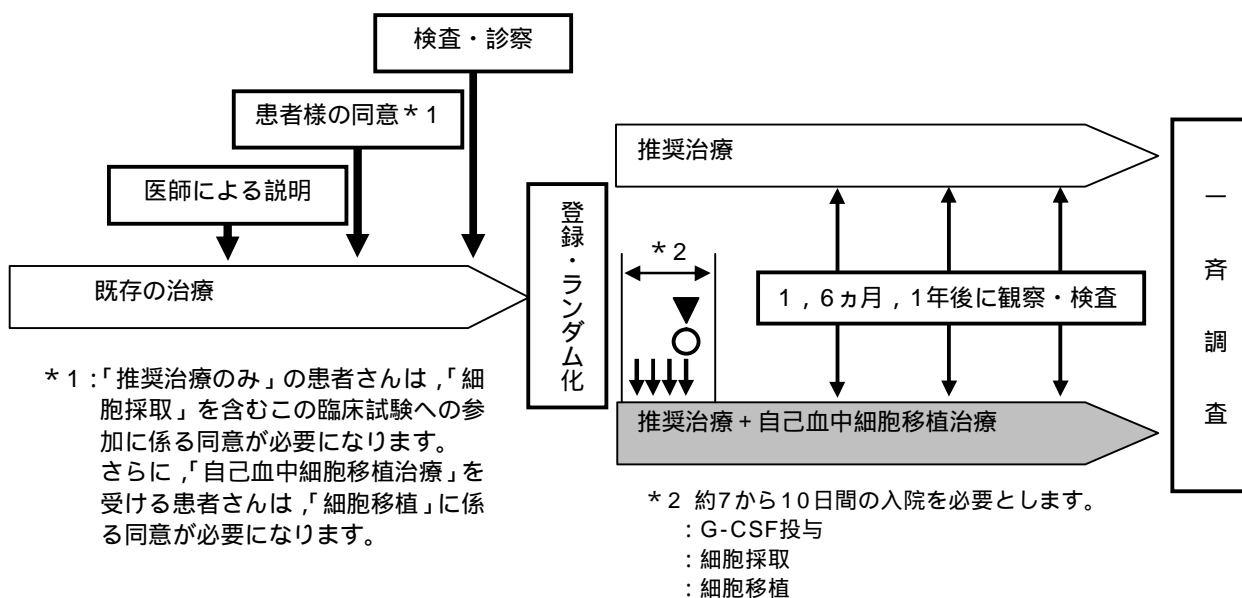 検査・診察
患者様の同意*1
医師による説明
既存の治療
登録・ランダム化
推奨治療
*2
1，6ヵ月，1年後に観察・検査
推奨治療+自己血中細胞移植治療
一斉調査
*1：「推奨治療のみ」の患者さんは，「細
胞採取」を含むこの臨床試験への参
加に係る同意が必要になります。
さらに，「自己血中細胞移植治療」を
受ける患者さんは，「細胞移植」に係
る同意が必要になります。
*2 約7から10日間の入院を必要とします。
：G-CSF投与
：細胞採取
：細胞移植